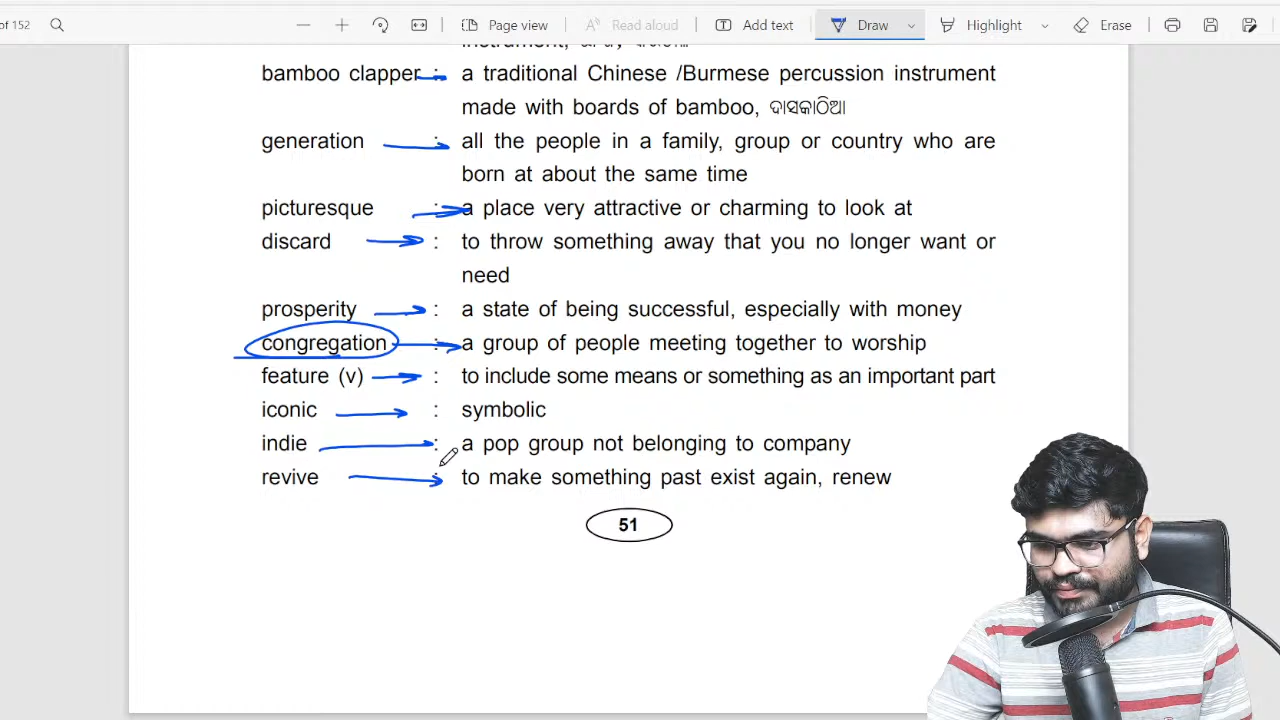 of 152
Page view
Read aloud
Add text
Draw
Highlight
Erase
instrument,
bamboo clapper : a traditional Chinese /Burmese percussion instrument
made with boards of bamboo, ଦାସକାଠିଆ
generation : all the people in a family, group or country who are
born at about the same time
picturesque : a place very attractive or charming to look at
discard : to throw something away that you no longer want or
need
prosperity : a state of being successful, especially with money
congregation : a group of people meeting together to worship
feature (v) : to include some means or something as an important part
iconic : symbolic
indie : a pop group not belonging to company
revive : to make something past exist again, renew
51